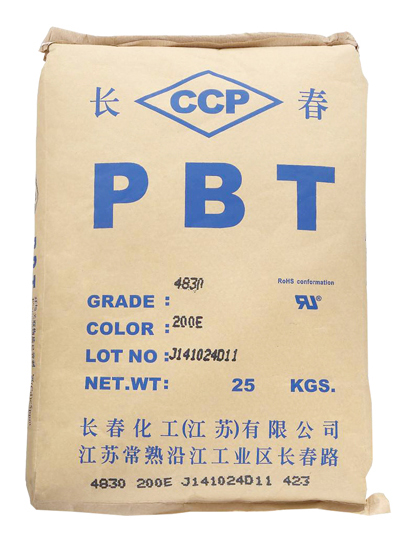 长 CCP 春
PBT
4830
RoHS conformation
GRADE :
COLOR : 200E
LOT NO : J141024D11
NET.WT: 25 KGS.
长春化工(江苏)有限公司
江苏常熟沿江工业区长春路
4830 200E J141024D11 423